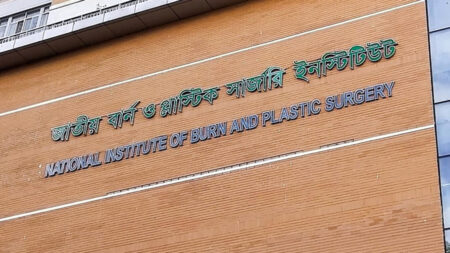 জাতীয় বার্ন ও প্লাস্টিক সার্জারি ইনস্টিটিউট
NATIONAL INSTITUTE OF BURN AND PLASTIC SURGERY